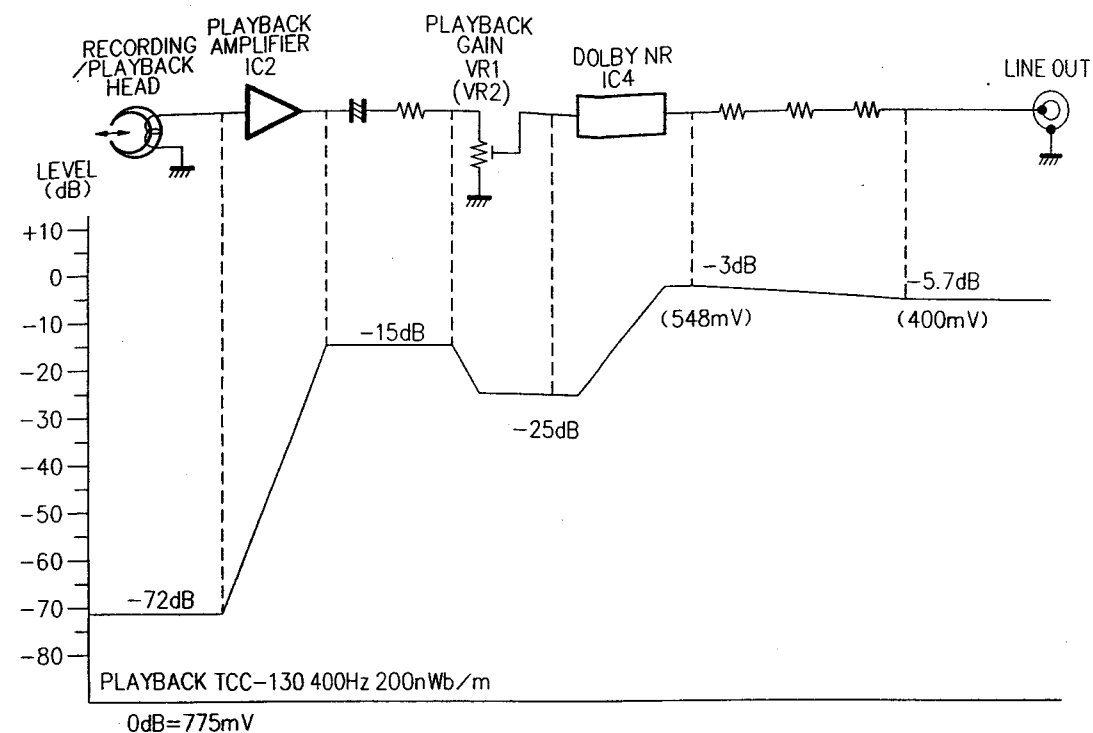 RECORDING
/PLAYBACK
HEAD
PLAYBACK
AMPLIFIER
IC2
PLAYBACK
GAIN
VR1
(VR2)
DOLBY NR
IC4
LINE OUT
LEVEL
(dB)
+10
0
-10
-20
-30
-40
-50
-60
-70
-80
-72dB
-15dB
-25dB
-3dB
(548mV)
-5.7dB
(400mV)
PLAYBACK TCC-130 400Hz 200nWb/m
0dB=775mV